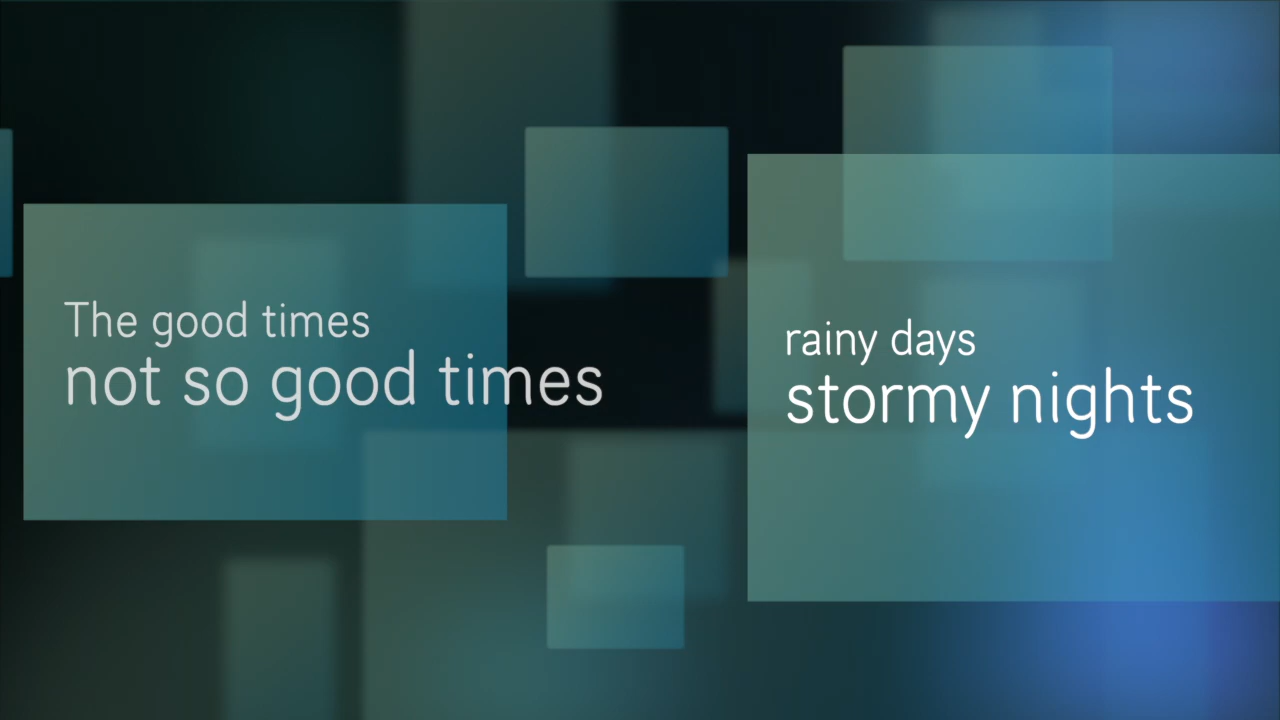 The good times
not so good times
rainy days
stormy nights